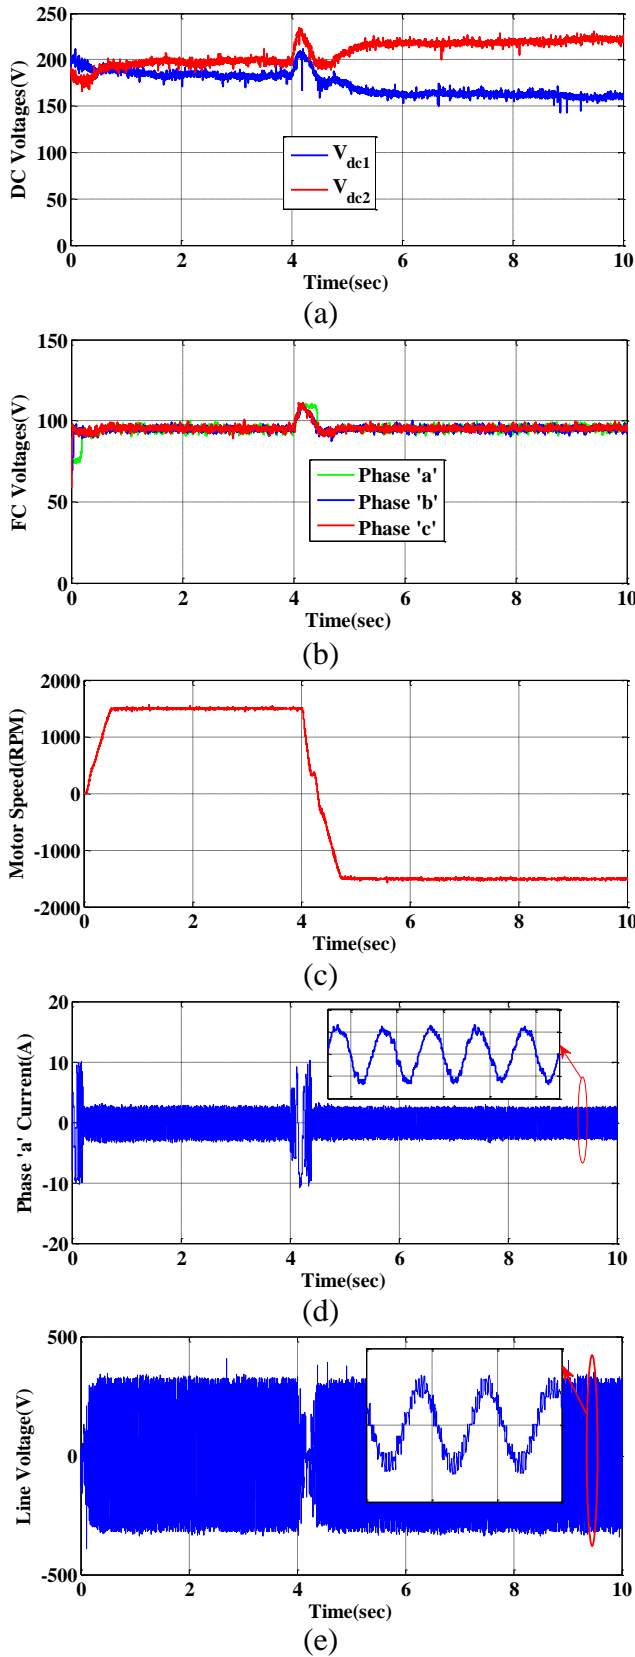 250
200
150
100
50
0
DC Voltages(V)
V_dc1
V_dc2
0 2 4 6 8 10
Time(sec)
(a)
150
100
50
0
FC Voltages(V)
Phase 'a'
Phase 'b'
Phase 'c'
0 2 4 6 8 10
Time(sec)
(b)
2000
1000
0
-1000
-2000
Motor Speed(RPM)
0 2 4 6 8 10
Time(sec)
(c)
20
10
0
-10
-20
Phase 'a' Current(A)
0 2 4 6 8 10
Time(sec)
(d)
500
0
-500
Line Voltage(V)
0 2 4 6 8 10
Time(sec)
(e)